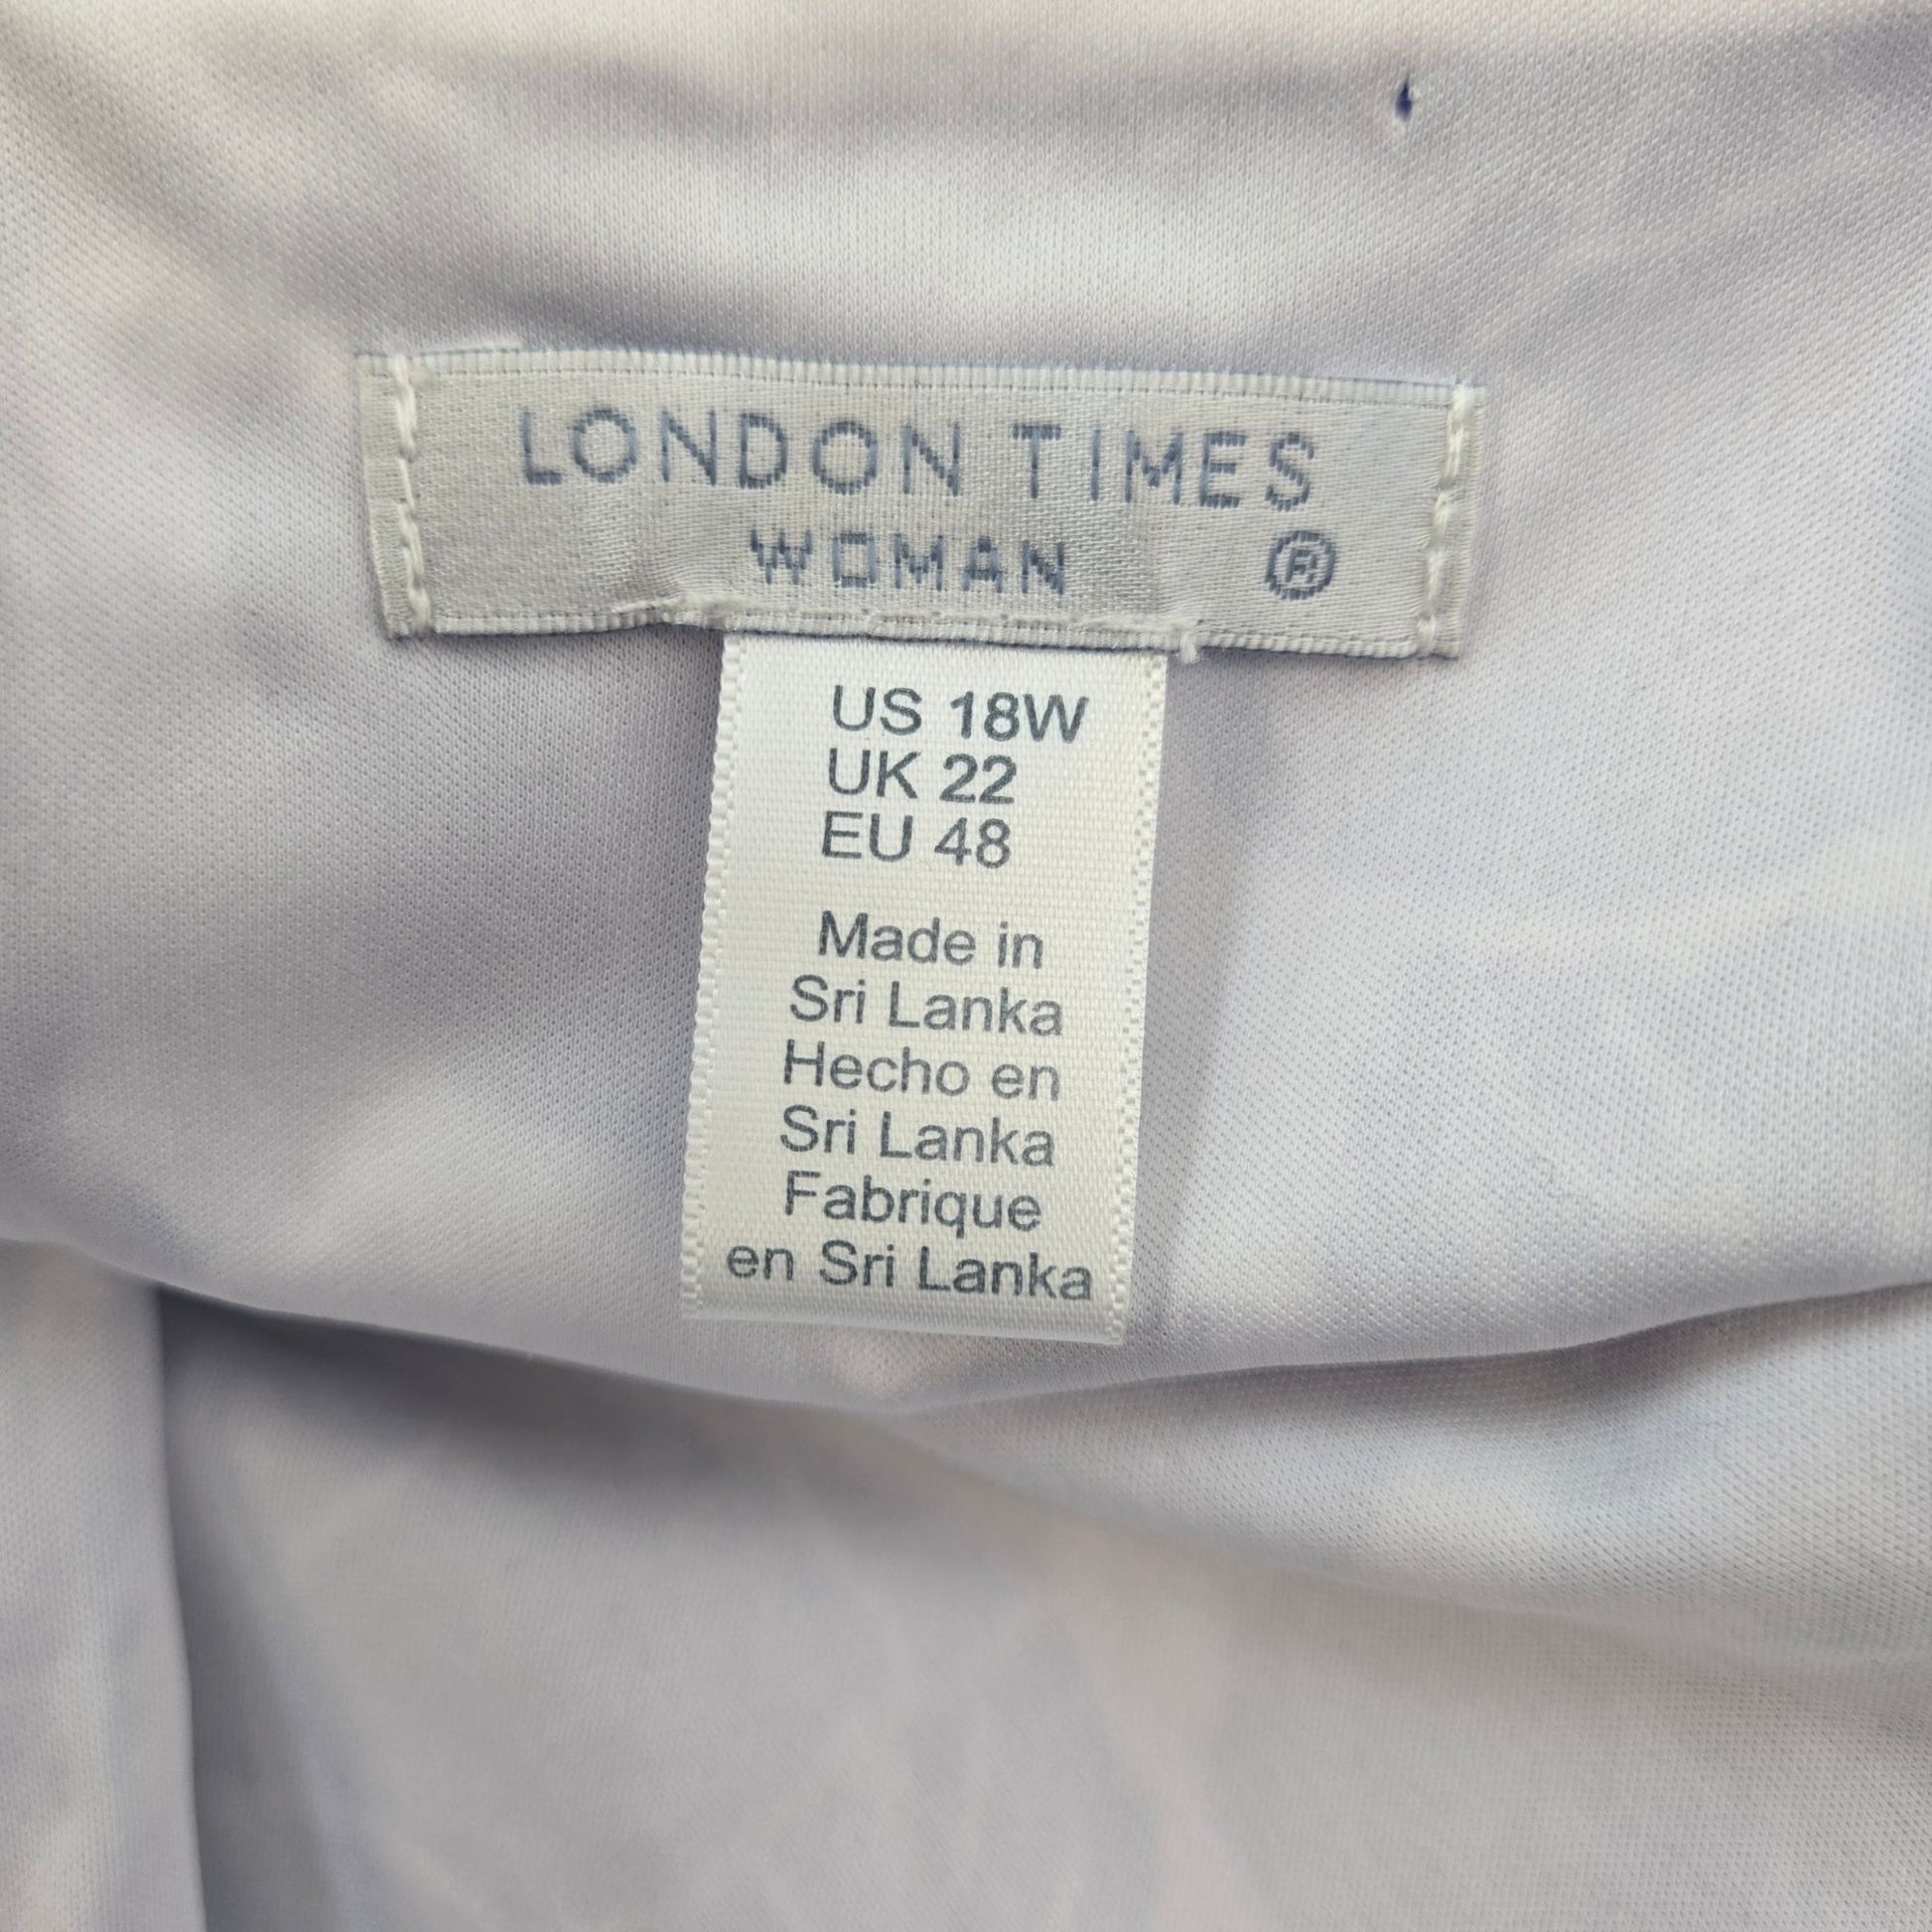 LONDON TIMES
WOMAN ®
US 18W
UK 22
EU 48
Made in
Sri Lanka
Hecho en
Sri Lanka
Fabrique
en Sri Lanka